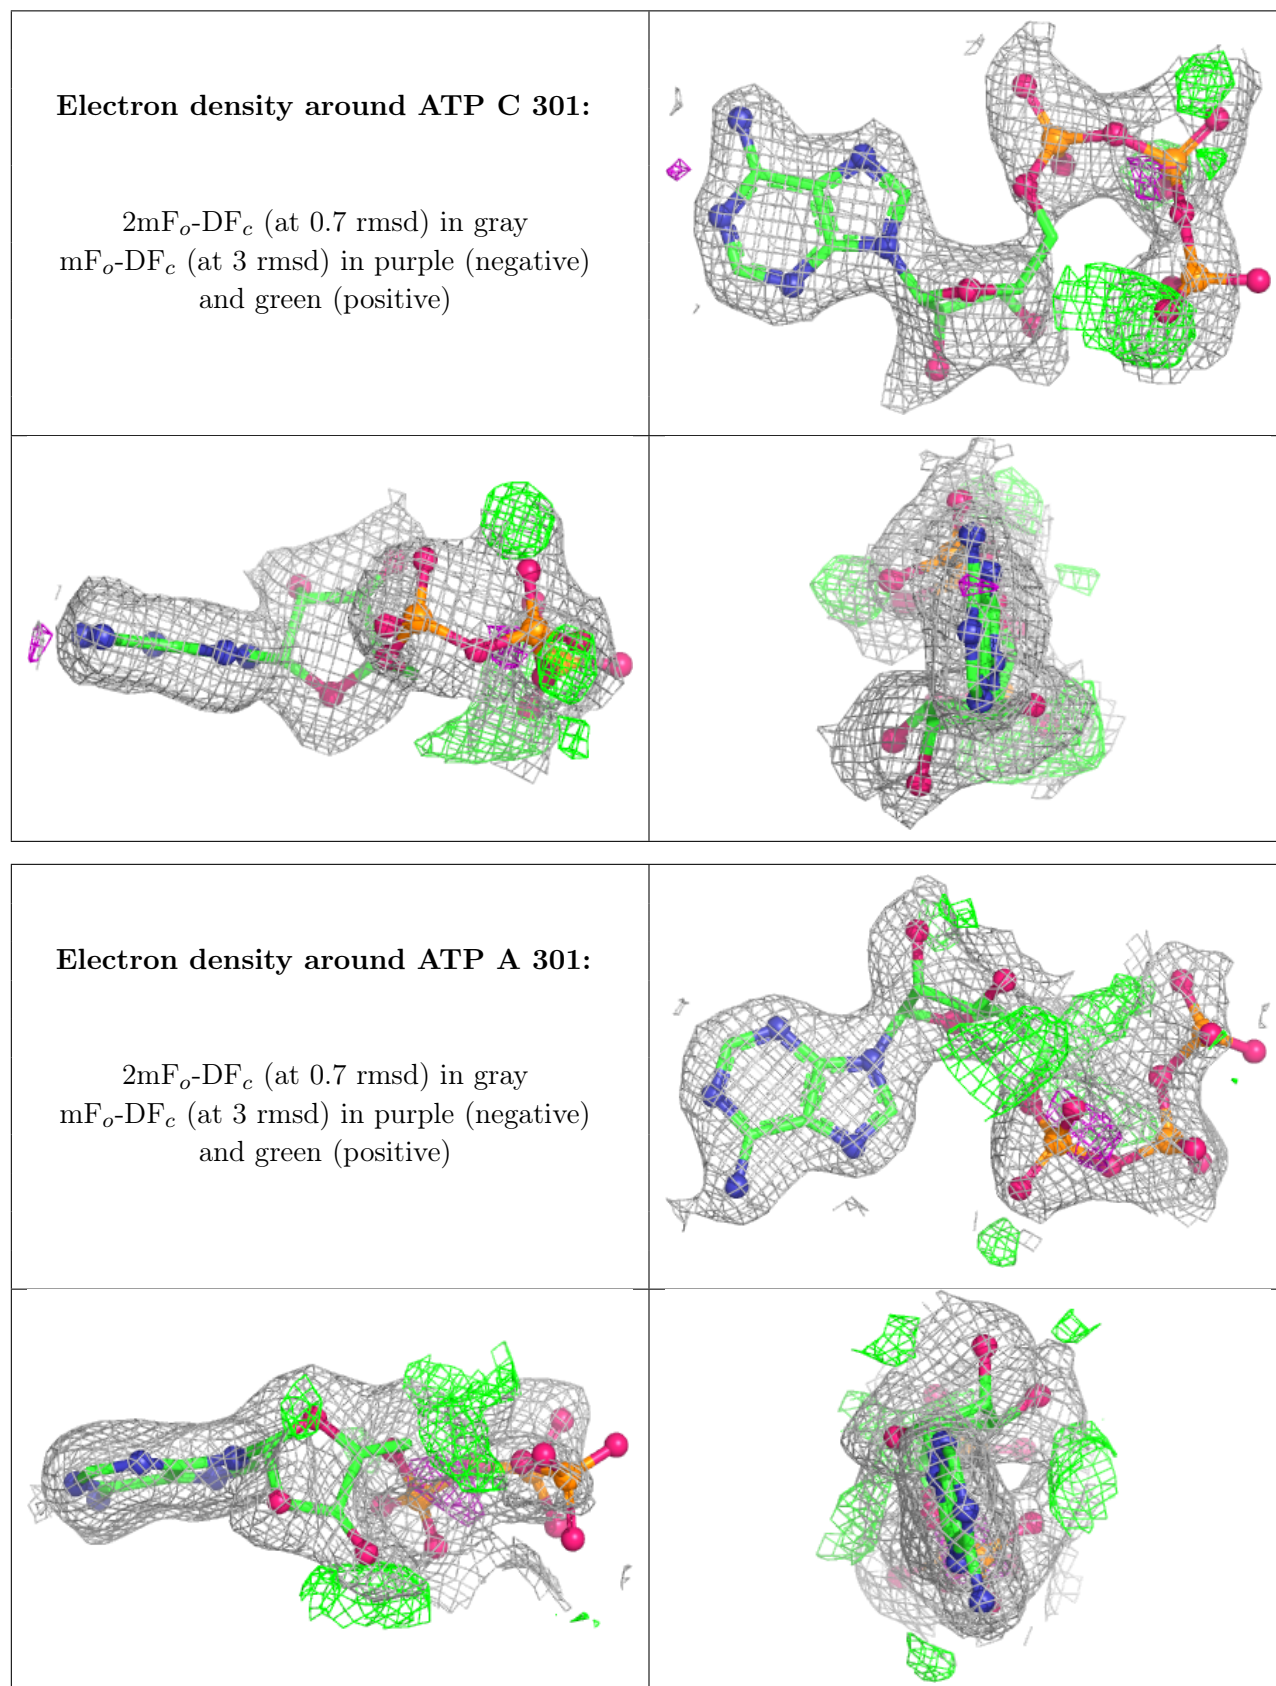 Electron density around ATP C 301:
2mFo-DFc (at 0.7 rmsd) in gray
mFo-DFc (at 3 rmsd) in purple (negative)
and green (positive)
Electron density around ATP A 301:
2mFo-DFc (at 0.7 rmsd) in gray
mFo-DFc (at 3 rmsd) in purple (negative)
and green (positive)